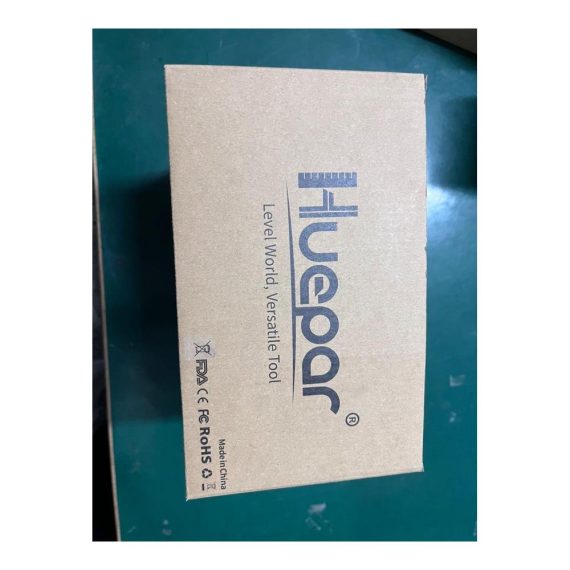 Huepar®
Level World, Versatile Tool
Made in China
FDA CE FC RoHS